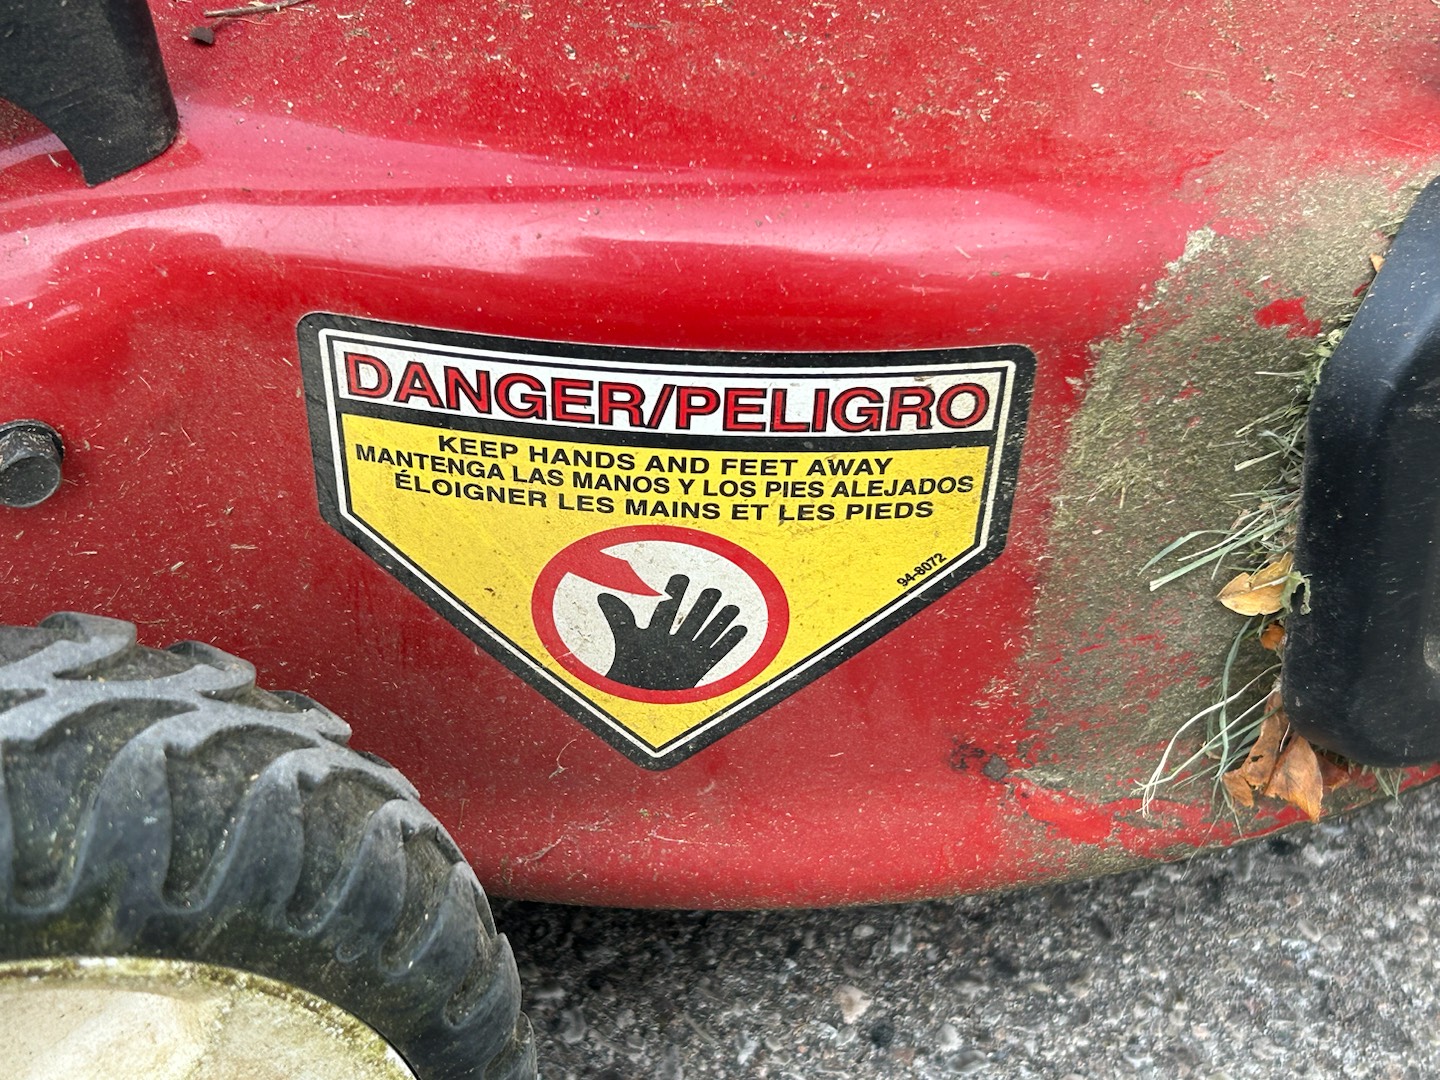 DANGER/PELIGRO
KEEP HANDS AND FEET AWAY
MANTENGA LAS MANOS Y LOS PIES ALEJADOS
ÉLOIGNER LES MAINS ET LES PIEDS
94-8072